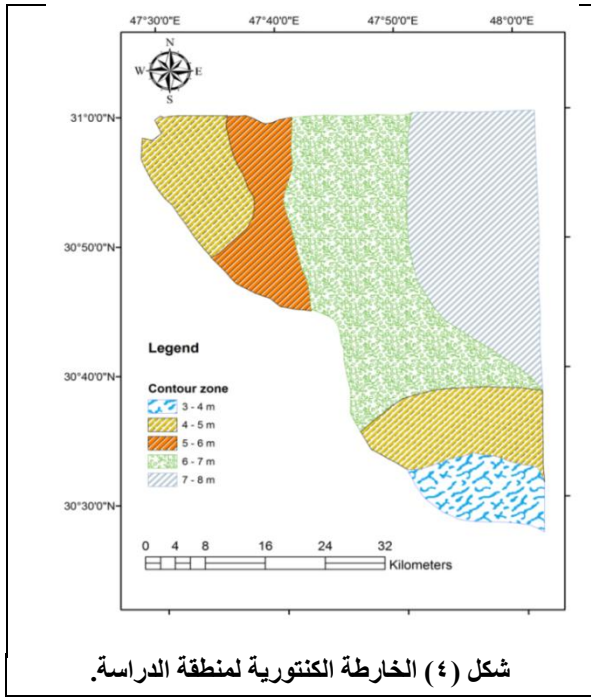 47°30'0"E 47°40'0"E 47°50'0"E 48°0'0"E
N
W E
S
31°0'0"N
30°50'0"N
30°40'0"N
30°30'0"N
Legend
Contour zone
3 - 4 m
4 - 5 m
5 - 6 m
6 - 7 m
7 - 8 m
0 4 8 16 24 32
Kilometers
شكل (٤) الخارطة الكنتورية لمنطقة الدراسة.